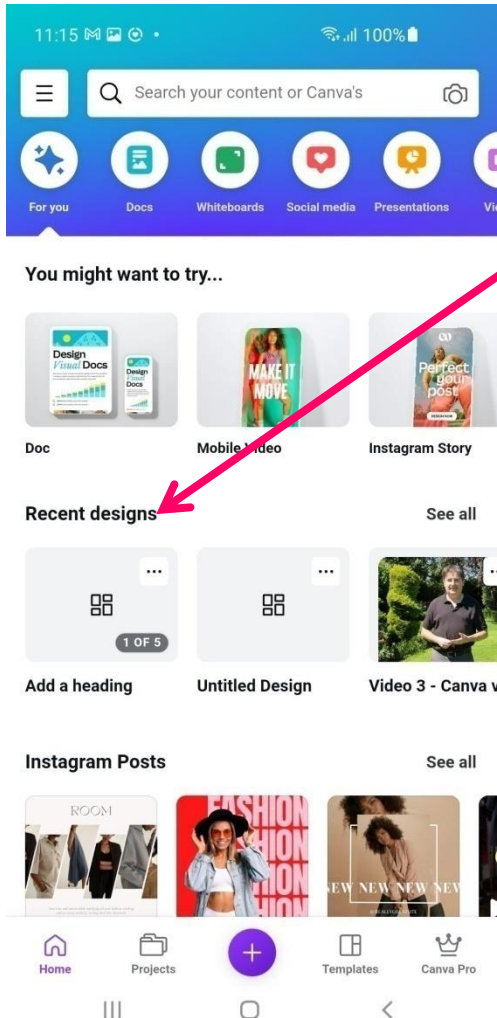 11:15
100%
Search your content or Canva's
For you
Docs
Whiteboards
Social media
Presentations
You might want to try...
Design
Visual Docs
Design
Visual
Docs
MAKE IT
MOVE
Perfect
your
post
Doc
Mobile Video
Instagram Story
Recent designs
See all
1 OF 5
Add a heading
Untitled Design
Video 3 - Canva v
Instagram Posts
See all
ROOM
FASHION
FASHION
FASHION
NEW NEW NEW NEW
Home
Projects
Templates
Canva Pro